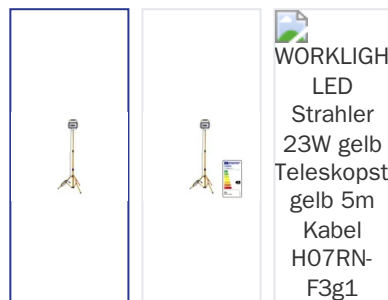 WORKLIGH
LED
Strahler
23W gelb
Teleskopst
gelb 5m
Kabel
H07RN-
F3g1